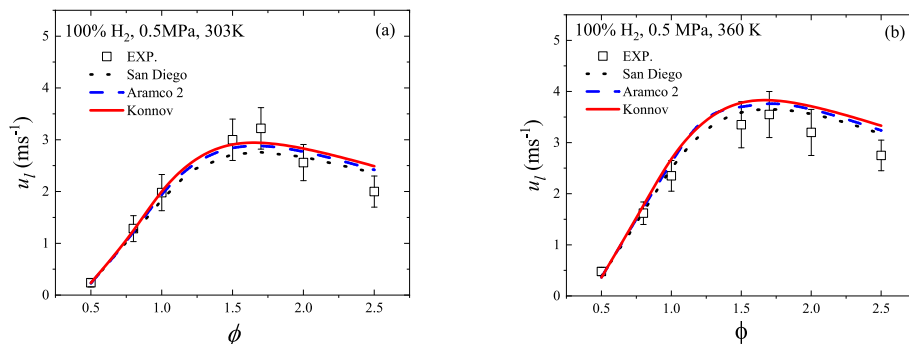 (a)
100% H2, 0.5MPa, 303K
EXP.
San Diego
Aramco 2
Konnov
5
4
3
2
1
0
0.5 1.0 1.5 2.0 2.5
ul (ms-1)
ϕ
(b)
100% H2, 0.5 MPa, 360 K
EXP.
San Diego
Aramco 2
Konnov
5
4
3
2
1
0
0.5 1.0 1.5 2.0 2.5
ul (ms-1)
ϕ